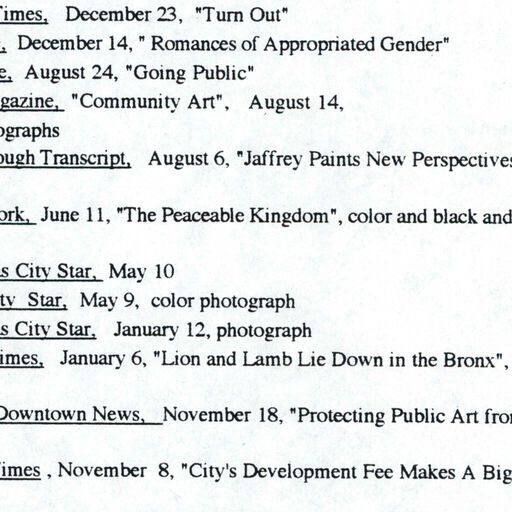 Times, December 23, "Turn Out"
, December 14, " Romances of Appropriated Gender"
e, August 24, "Going Public"
gazine, "Community Art", August 14,
ographs
ough Transcript, August 6, "Jaffrey Paints New Perspectives
ork, June 11, "The Peaceable Kingdom", color and black and
s City Star, May 10
ty Star, May 9, color photograph
s City Star, January 12, photograph
imes, January 6, "Lion and Lamb Lie Down in the Bronx",
Downtown News, November 18, "Protecting Public Art fro
Times , November 8, "City's Development Fee Makes A Big